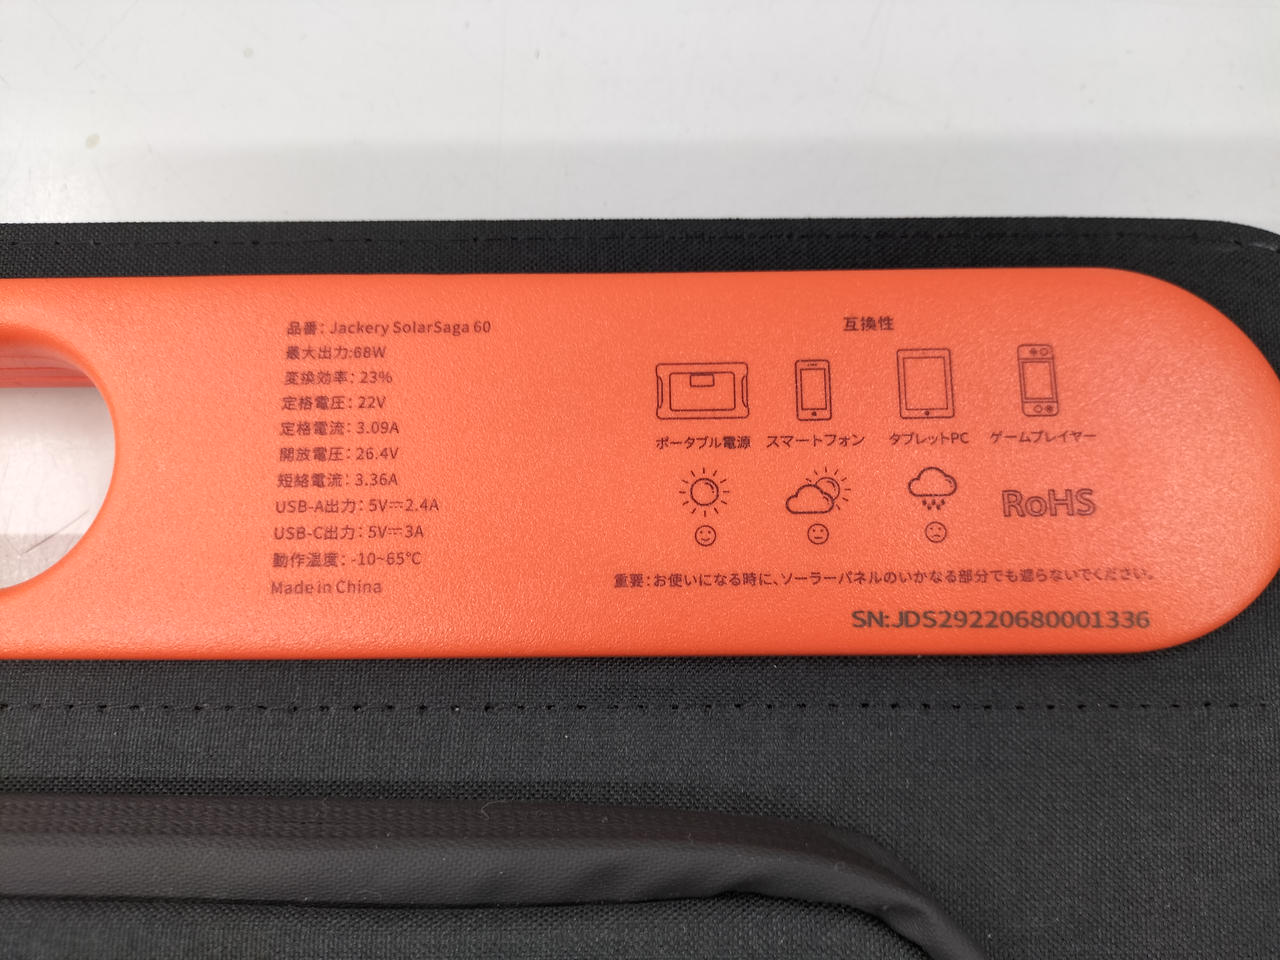 品番: Jackery SolarSaga 60
最大出力:68W
変換効率: 23%
定格電圧: 22V
定格電流: 3.09A
開放電圧: 26.4V
短絡電流: 3.36A
USB-A出力: 5V⎓2.4A
USB-C出力: 5V⎓3A
動作温度: -10~65℃
Made in China
互換性
ポータブル電源 スマートフォン タブレットPC ゲームプレイヤー
RoHS
重要: お使いになる時に、ソーラーパネルのいかなる部分でも遮らないでください。
SN:JDS29220680001336